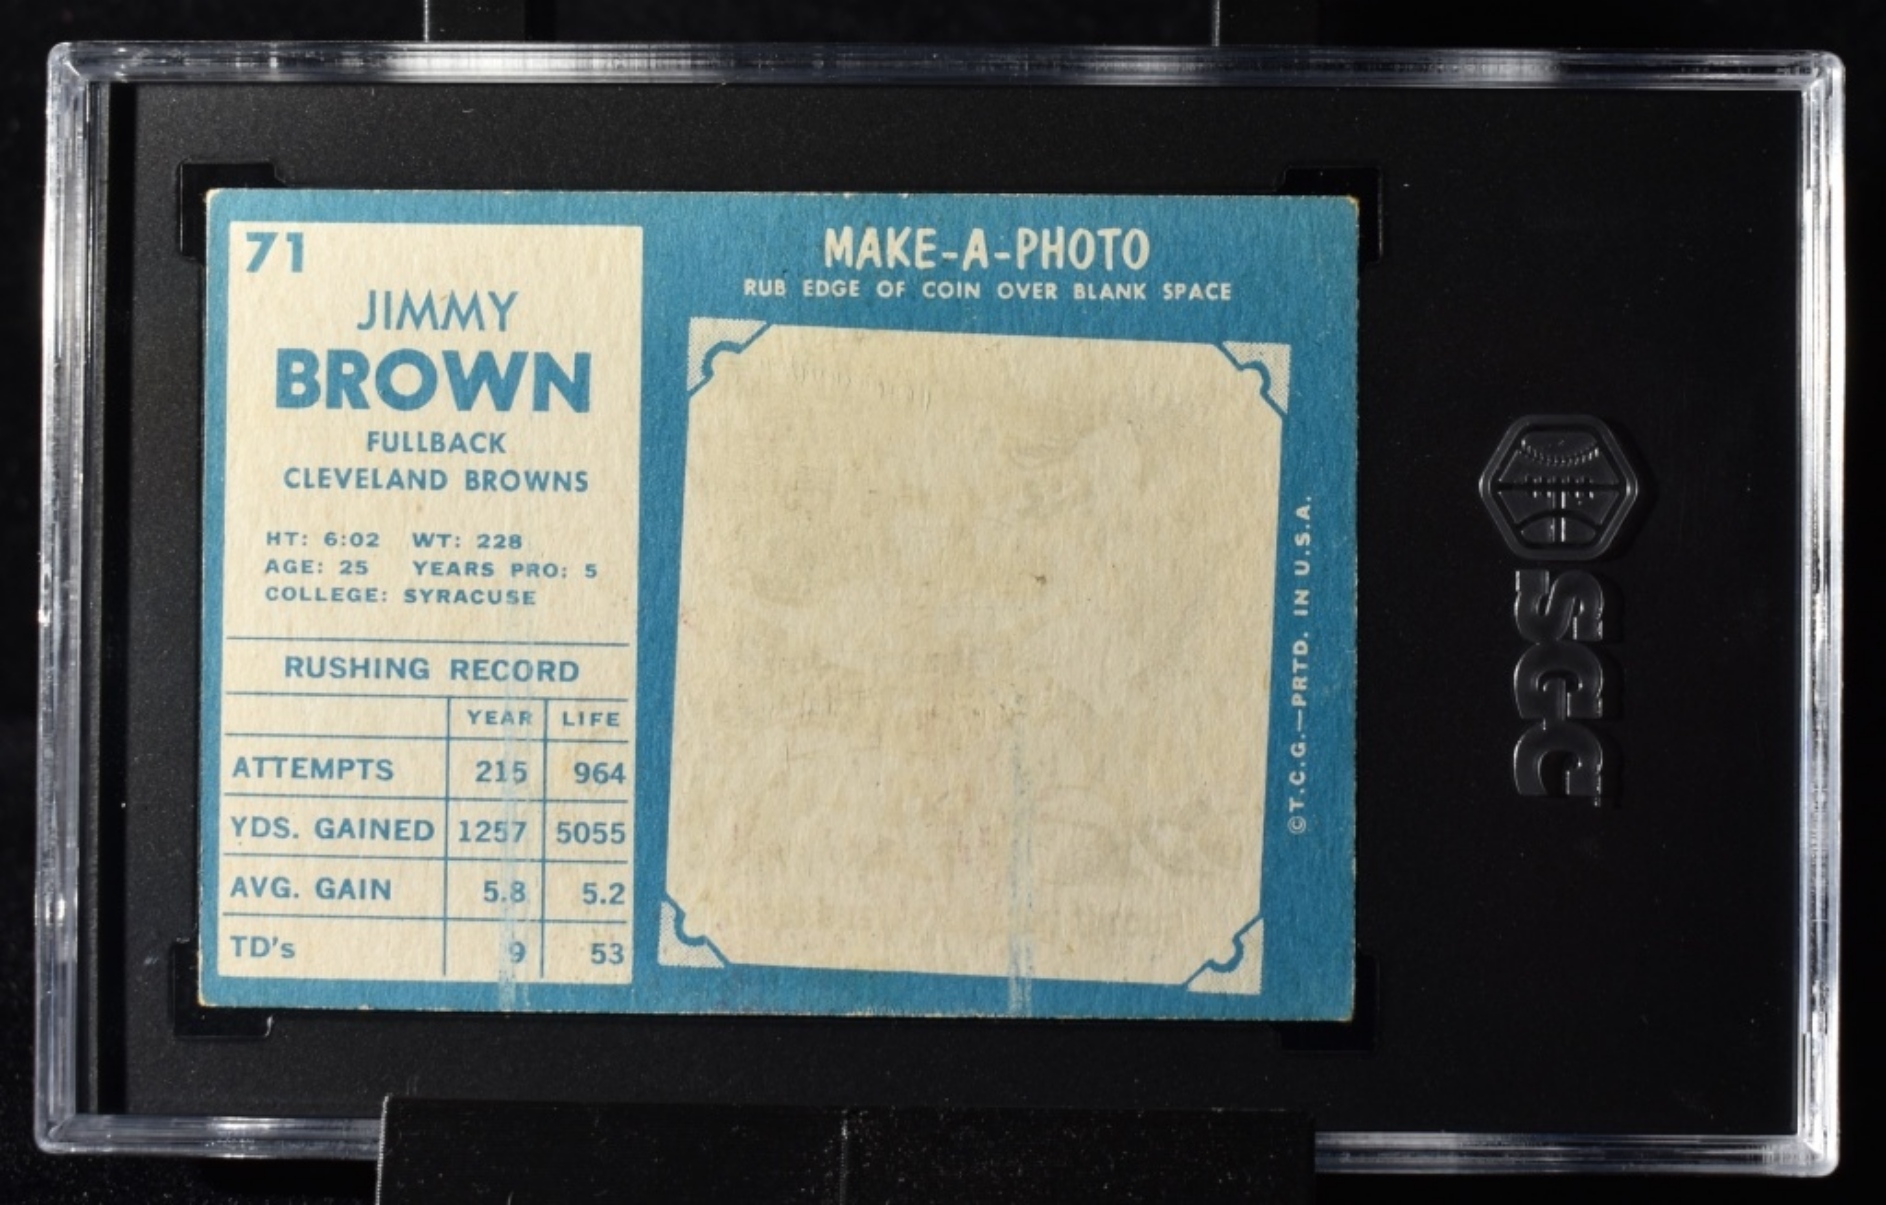 71
JIMMY
BROWN
FULLBACK
CLEVELAND BROWNS
HT: 6:02 WT: 228
AGE: 25 YEARS PRO: 5
COLLEGE: SYRACUSE
RUSHING RECORD
YEAR LIFE
ATTEMPTS 215 964
YDS. GAINED 1257 5055
AVG. GAIN 5.8 5.2
TD's 9 53
MAKE-A-PHOTO
RUB EDGE OF COIN OVER BLANK SPACE
©T.C.G.—PRTD. IN U.S.A.
SGC